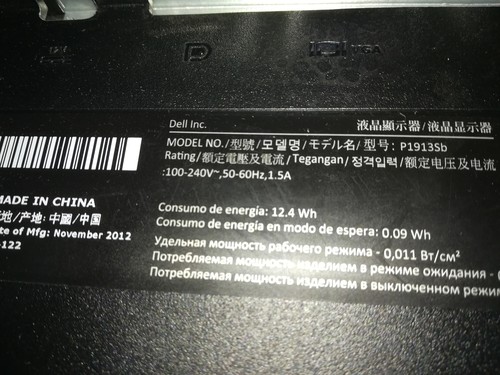 VGA
Dell Inc.
液晶顯示器/液晶显示器
MODEL NO./型號/모델명/モデル名/型号: P1913Sb
Rating/額定電壓及電流/Tegangan/정격입력/额定电压及电流
:100-240V~,50-60Hz,1.5A
MADE IN CHINA
地/产地: 中國/中国
ate of Mfg: November 2012
-122
Consumo de energía: 12.4 Wh
Consumo de energía en modo de espera: 0.09 Wh
Удельная мощность рабочего режима - 0,011 Вт/см²
Потребляемая мощность изделием в режиме ожидания - 0
Потребляемая мощность изделием в выключенном режим